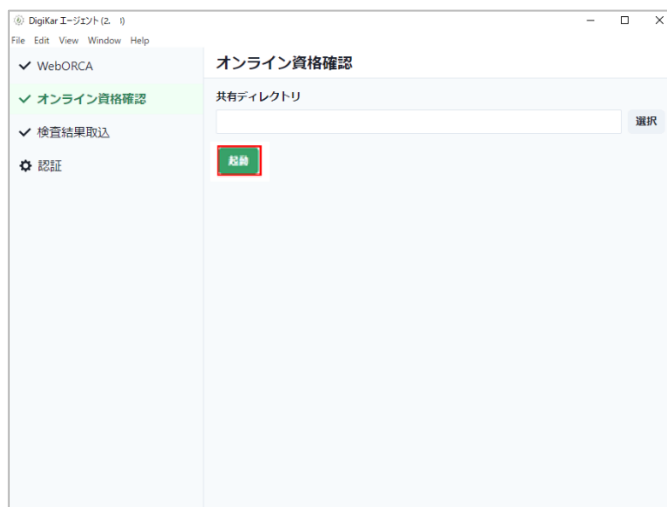 DigiKar エージェント (2. 1)
File Edit View Window Help
WebORCA
オンライン資格確認
検査結果取込
認証
オンライン資格確認
共有ディレクトリ
選択
起動